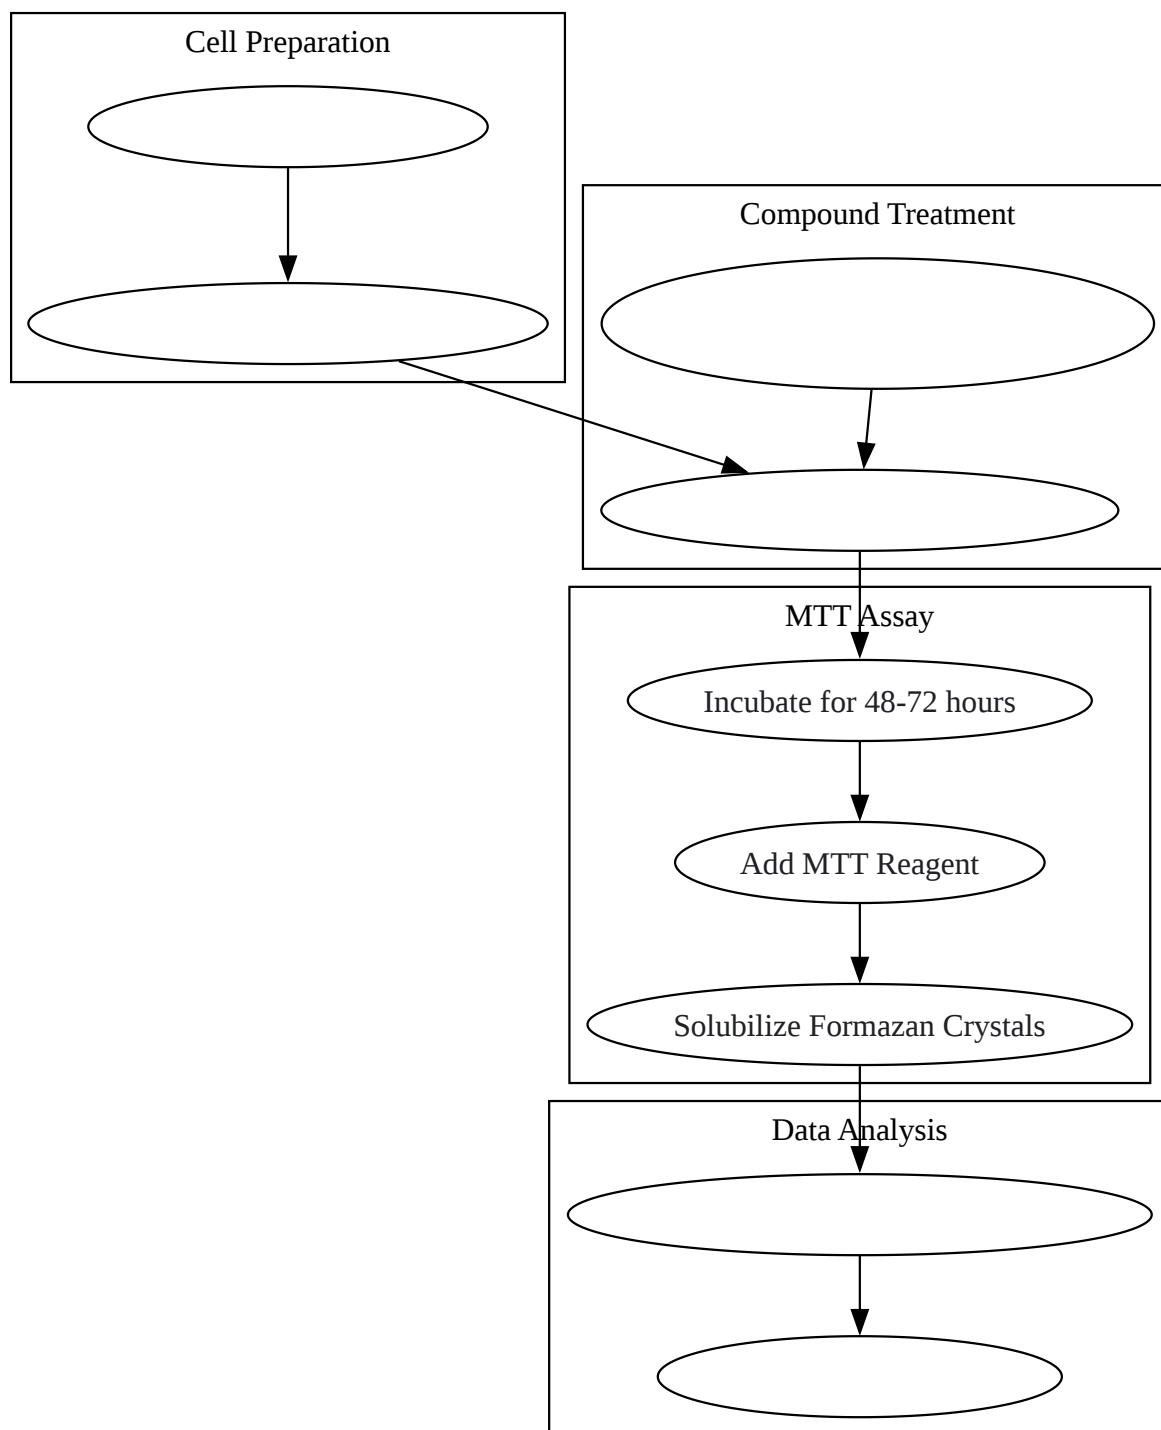 Cell Preparation
Compound Treatment
MTT Assay
Incubate for 48-72 hours
Add MTT Reagent
Solubilize Formazan Crystals
Data Analysis